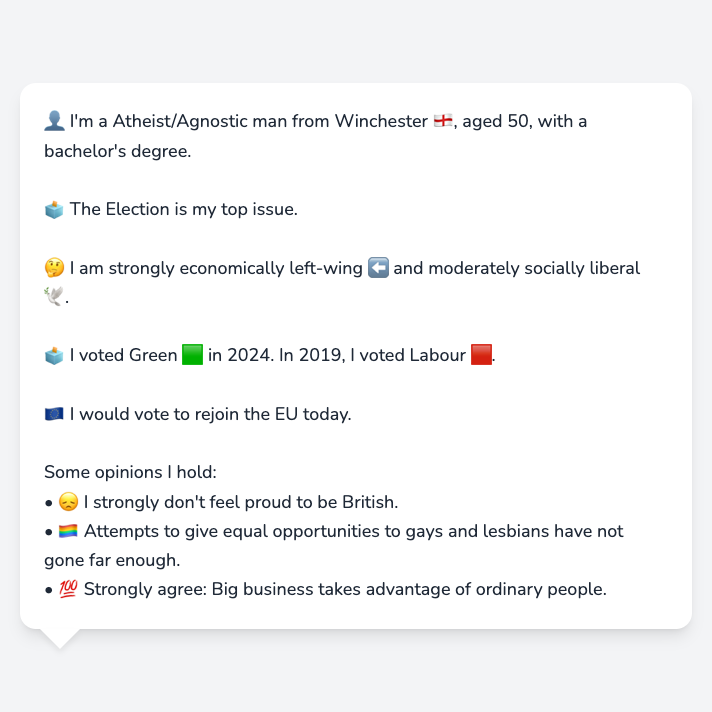 👤 I'm a Atheist/Agnostic man from Winchester 🏴󠁧󠁢󠁥󠁮󠁧󠁿, aged 50, with a
bachelor's degree.
🗳️ The Election is my top issue.
🤔 I am strongly economically left-wing ⬅️ and moderately socially liberal
🕊️.
🗳️ I voted Green 🟩 in 2024. In 2019, I voted Labour 🟥.
🇪🇺 I would vote to rejoin the EU today.
Some opinions I hold:
• 😞 I strongly don't feel proud to be British.
• 🏳️‍🌈 Attempts to give equal opportunities to gays and lesbians have not
gone far enough.
• 💯 Strongly agree: Big business takes advantage of ordinary people.